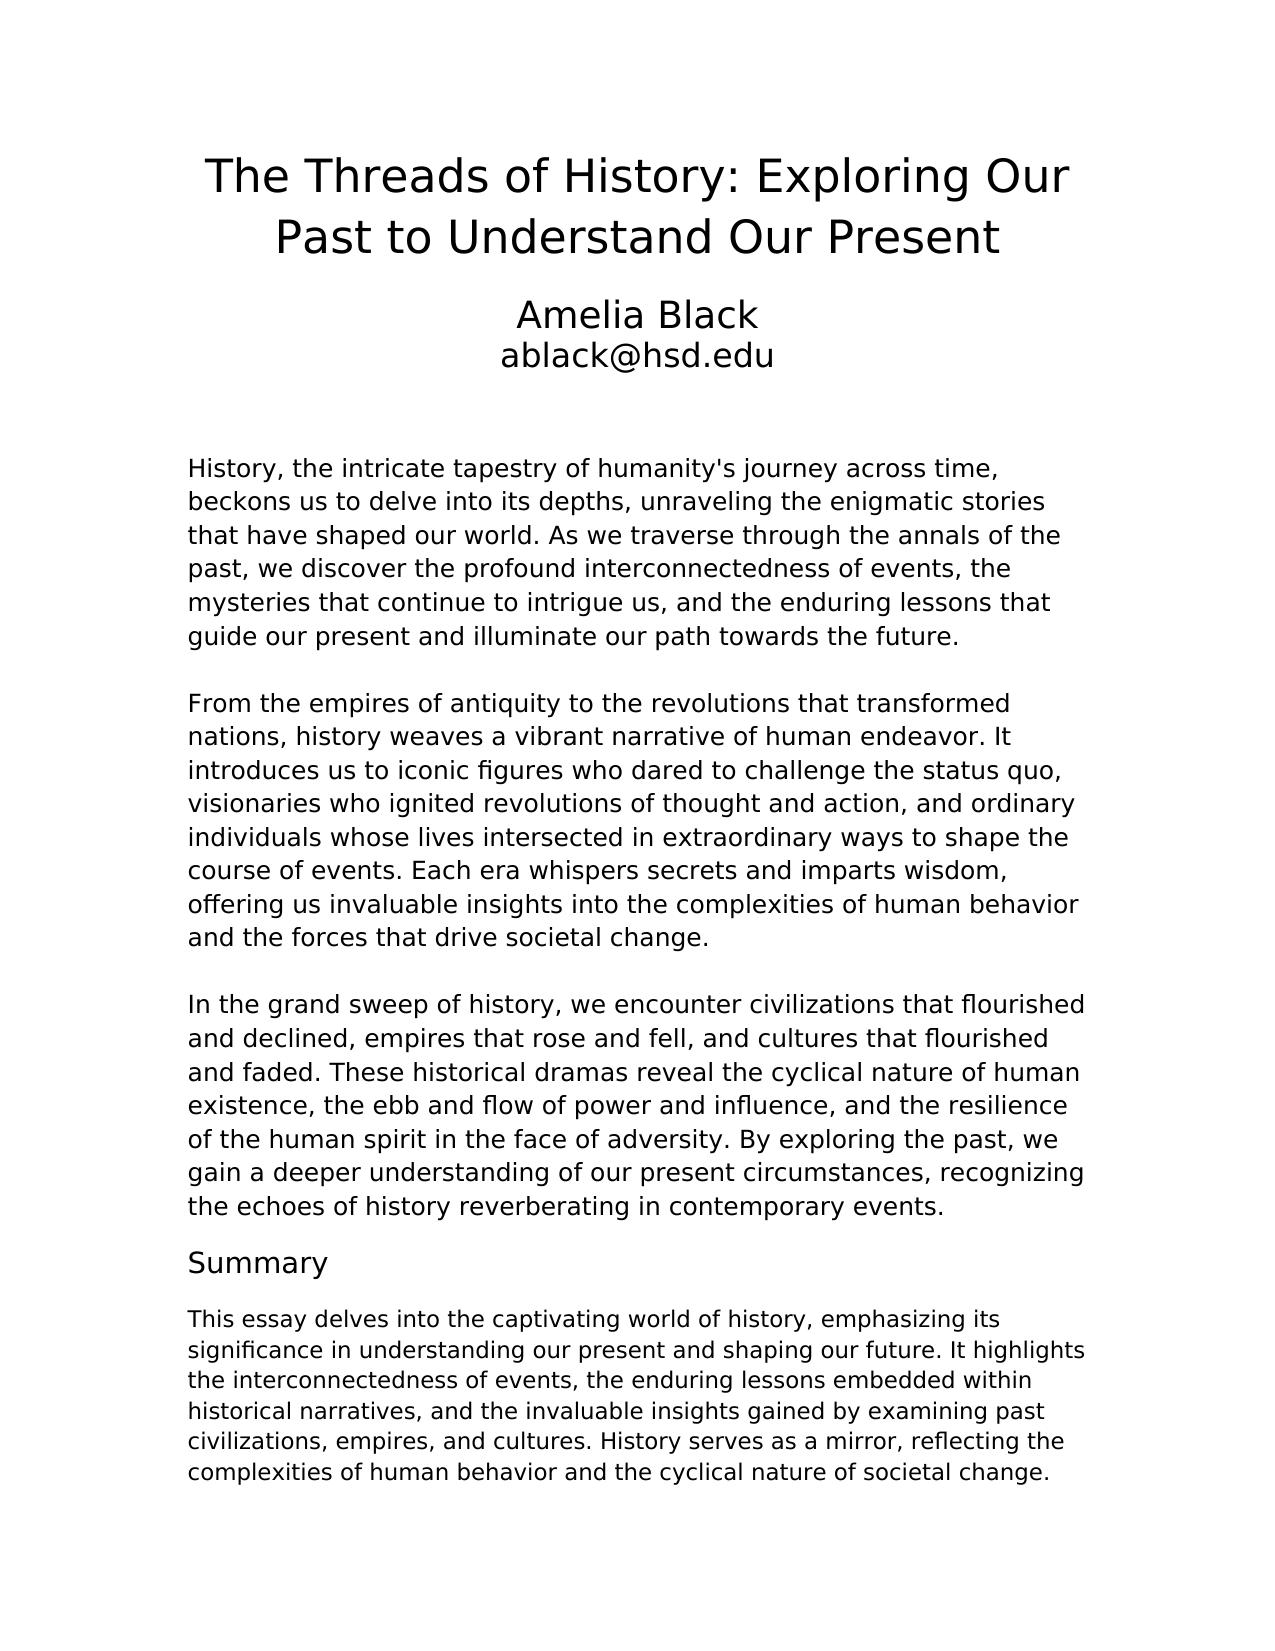 The Threads of History: Exploring Our
Past to Understand Our Present
Amelia Black
ablack@hsd.edu
History, the intricate tapestry of humanity's journey across time,
beckons us to delve into its depths, unraveling the enigmatic stories
that have shaped our world. As we traverse through the annals of the
past, we discover the profound interconnectedness of events, the
mysteries that continue to intrigue us, and the enduring lessons that
guide our present and illuminate our path towards the future.
From the empires of antiquity to the revolutions that transformed
nations, history weaves a vibrant narrative of human endeavor. It
introduces us to iconic figures who dared to challenge the status quo,
visionaries who ignited revolutions of thought and action, and ordinary
individuals whose lives intersected in extraordinary ways to shape the
course of events. Each era whispers secrets and imparts wisdom,
offering us invaluable insights into the complexities of human behavior
and the forces that drive societal change.
In the grand sweep of history, we encounter civilizations that flourished
and declined, empires that rose and fell, and cultures that flourished
and faded. These historical dramas reveal the cyclical nature of human
existence, the ebb and flow of power and influence, and the resilience
of the human spirit in the face of adversity. By exploring the past, we
gain a deeper understanding of our present circumstances, recognizing
the echoes of history reverberating in contemporary events.
Summary
This essay delves into the captivating world of history, emphasizing its
significance in understanding our present and shaping our future. It highlights
the interconnectedness of events, the enduring lessons embedded within
historical narratives, and the invaluable insights gained by examining past
civilizations, empires, and cultures. History serves as a mirror, reflecting the
complexities of human behavior and the cyclical nature of societal change.